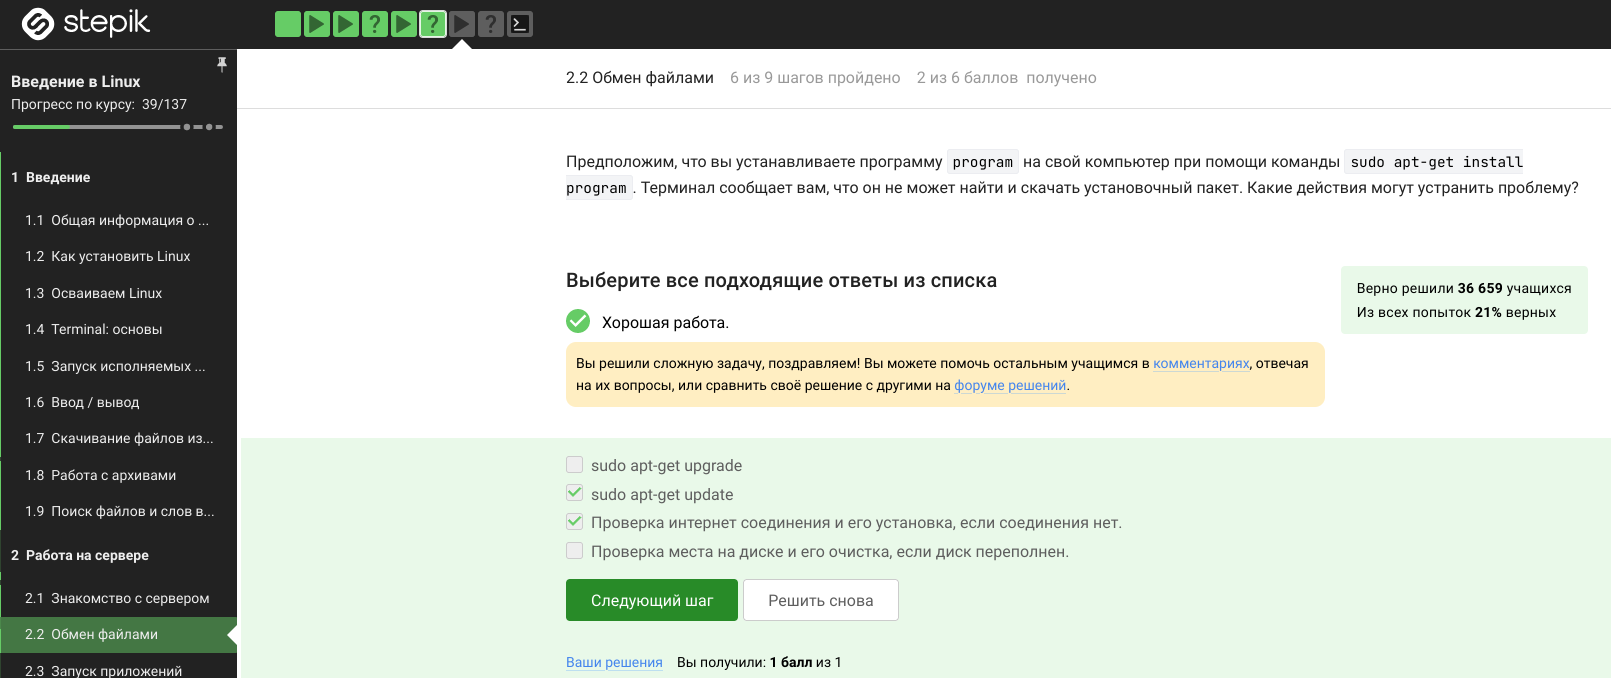 stepik
Введение в Linux
Прогресс по курсу: 39/137
1 Введение
1.1 Общая информация о ...
1.2 Как установить Linux
1.3 Осваиваем Linux
1.4 Terminal: основы
1.5 Запуск исполняемых ...
1.6 Ввод / вывод
1.7 Скачивание файлов из...
1.8 Работа с архивами
1.9 Поиск файлов и слов в...
2 Работа на сервере
2.1 Знакомство с сервером
2.2 Обмен файлами
2.3 Запуск приложений
2.2 Обмен файлами 6 из 9 шагов пройдено 2 из 6 баллов получено
Предположим, что вы устанавливаете программу program на свой компьютер при помощи команды sudo apt-get install
program. Терминал сообщает вам, что он не может найти и скачать установочный пакет. Какие действия могут устранить проблему?
Выберите все подходящие ответы из списка
Верно решили 36 659 учащихся
Из всех попыток 21% верных
Хорошая работа.
Вы решили сложную задачу, поздравляем! Вы можете помочь остальным учащимся в комментариях, отвечая
на их вопросы, или сравнить своё решение с другими на форуме решений.
sudo apt-get upgrade
sudo apt-get update
Проверка интернет соединения и его установка, если соединения нет.
Проверка места на диске и его очистка, если диск переполнен.
Следующий шаг Решить снова
Ваши решения Вы получили: 1 балл из 1